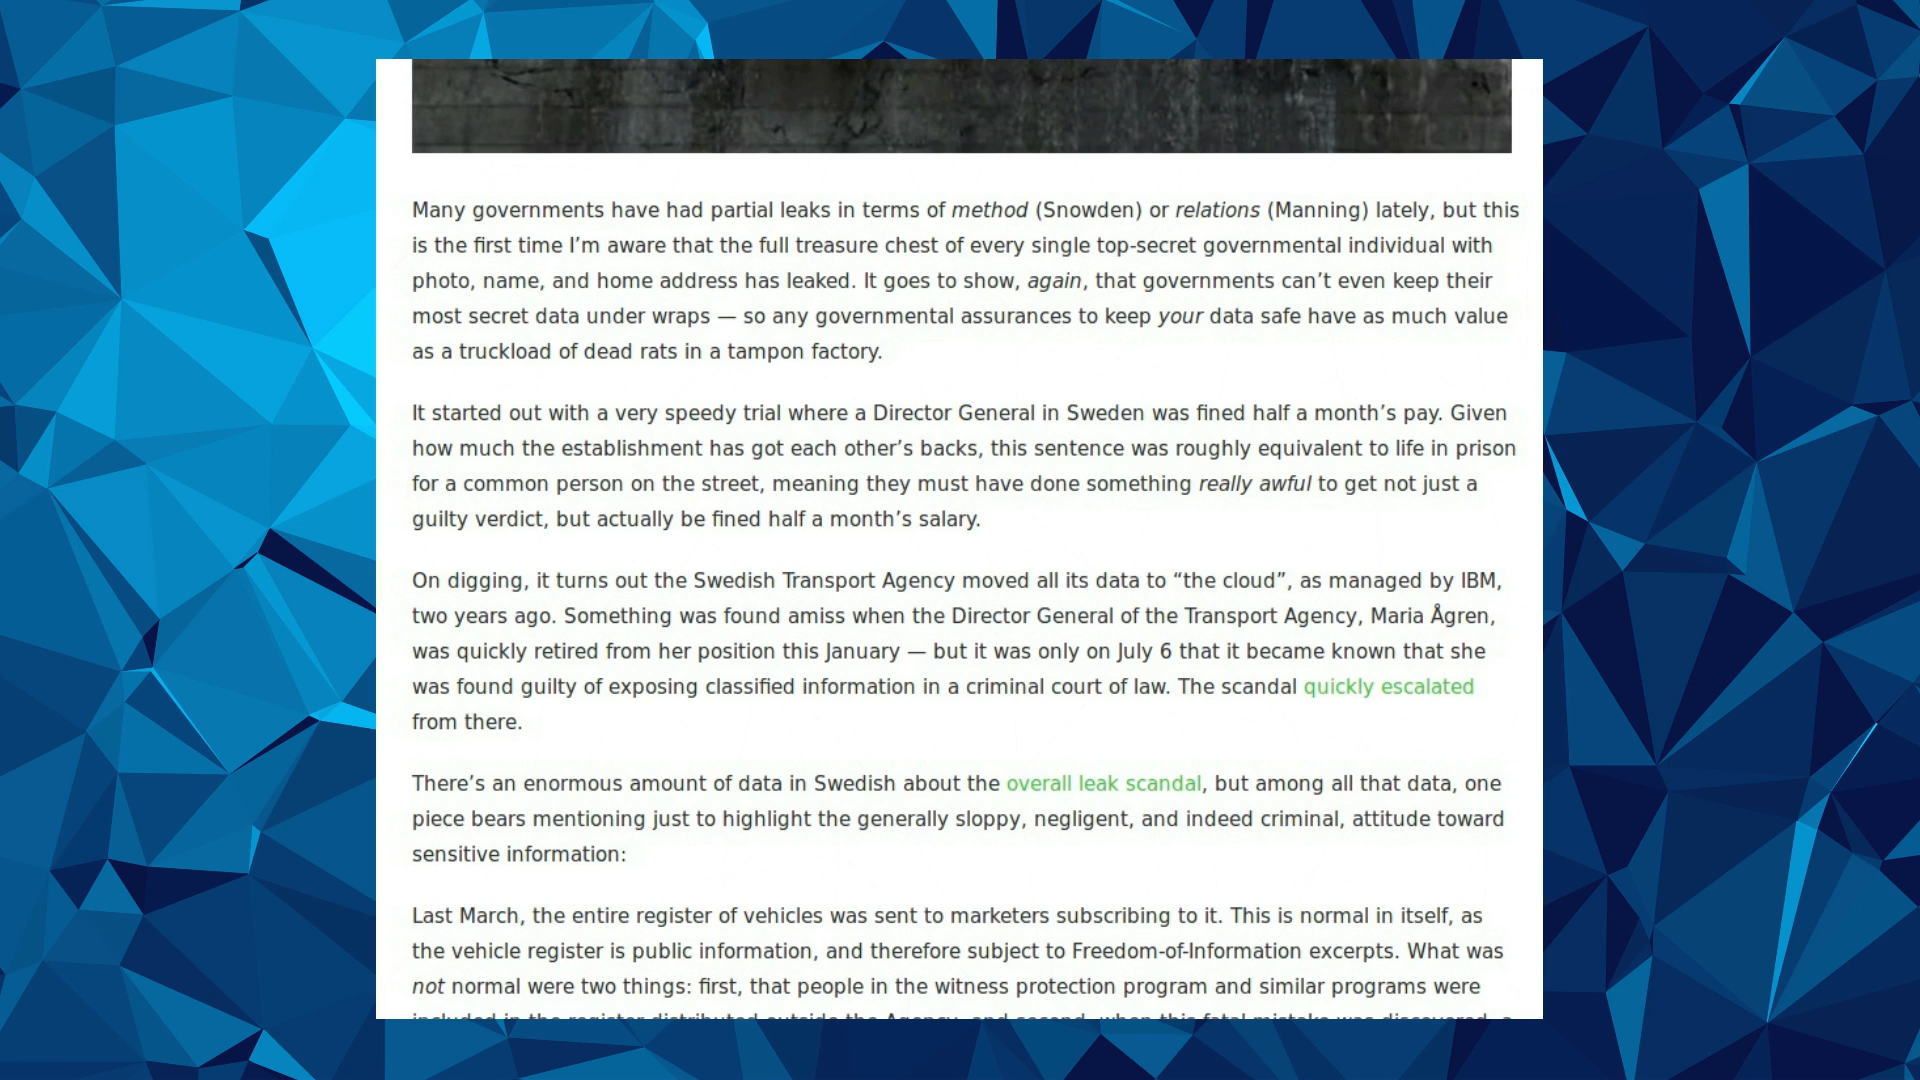 Many governments have had partial leaks in terms of method (Snowden) or relations (Manning) lately, but this
is the first time I’m aware that the full treasure chest of every single top-secret governmental individual with
photo, name, and home address has leaked. It goes to show, again, that governments can’t even keep their
most secret data under wraps — so any governmental assurances to keep your data safe have as much value
as a truckload of dead rats in a tampon factory.
It started out with a very speedy trial where a Director General in Sweden was fined half a month’s pay. Given
how much the establishment has got each other’s backs, this sentence was roughly equivalent to life in prison
for a common person on the street, meaning they must have done something really awful to get not just a
guilty verdict, but actually be fined half a month’s salary.
On digging, it turns out the Swedish Transport Agency moved all its data to “the cloud”, as managed by IBM,
two years ago. Something was found amiss when the Director General of the Transport Agency, Maria Ågren,
was quickly retired from her position this January — but it was only on July 6 that it became known that she
was found guilty of exposing classified information in a criminal court of law. The scandal quickly escalated
from there.
There’s an enormous amount of data in Swedish about the overall leak scandal, but among all that data, one
piece bears mentioning just to highlight the generally sloppy, negligent, and indeed criminal, attitude toward
sensitive information:
Last March, the entire register of vehicles was sent to marketers subscribing to it. This is normal in itself, as
the vehicle register is public information, and therefore subject to Freedom-of-Information excerpts. What was
not normal were two things: first, that people in the witness protection program and similar programs were
included in the register distributed outside the Agency, and second, when this fatal mistake was discovered, a